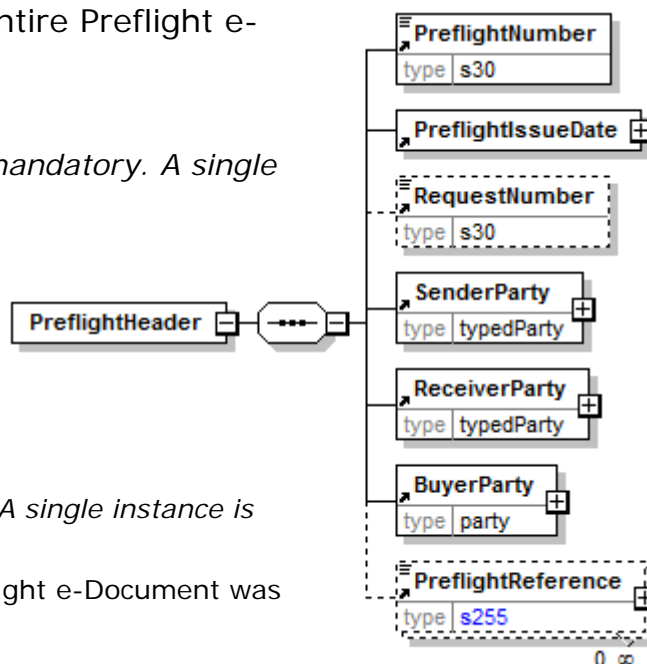 ntire Preflight e-
nandatory. A single
A single instance is
ght e-Document was
PreflightHeader
PreflightNumber
type s30
PreflightIssueDate
RequestNumber
type s30
SenderParty
type typedParty
ReceiverParty
type typedParty
BuyerParty
type party
PreflightReference
type s255
0 ∞